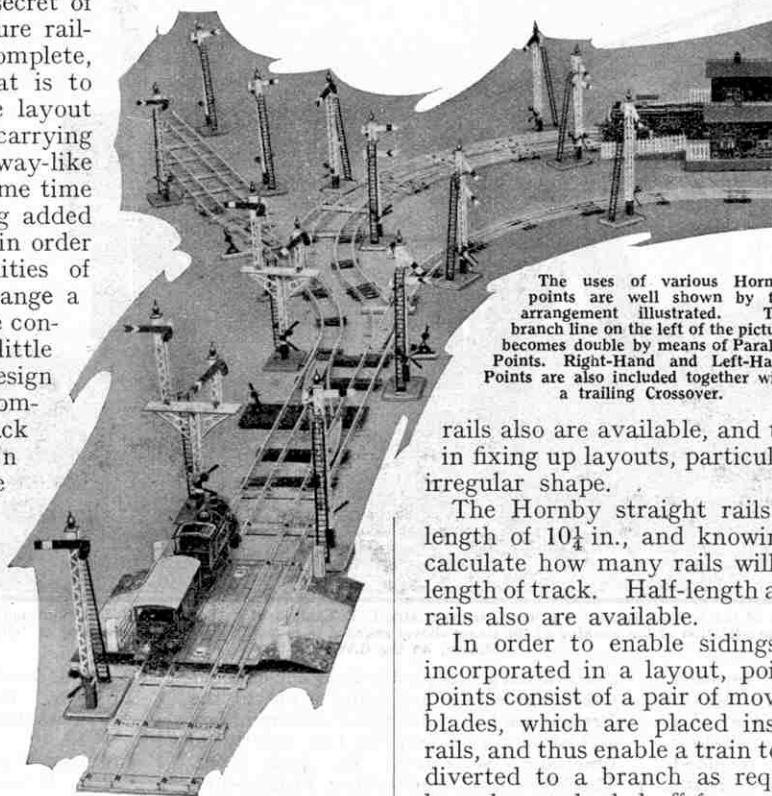 secret of
ure rail-
omplete,
at is to
e layout
carrying
way-like
me time
g added
in order
ities of
ange a
e con-
little
esign
om-
ck
n
e
The uses of various Horn
points are well shown by t
arrangement illustrated. T
branch line on the left of the pictu
becomes double by means of Paral
Points. Right-Hand and Left-Ha
Points are also included together wi
a trailing Crossover.
rails also are available, and t
in fixing up layouts, particul
irregular shape.
The Hornby straight rails
length of 10¼ in., and knowin
calculate how many rails will
length of track. Half-length a
rails also are available.
In order to enable sidings
incorporated in a layout, poi
points consist of a pair of mov
blades, which are placed ins
rails, and thus enable a train to
diverted to a branch as req